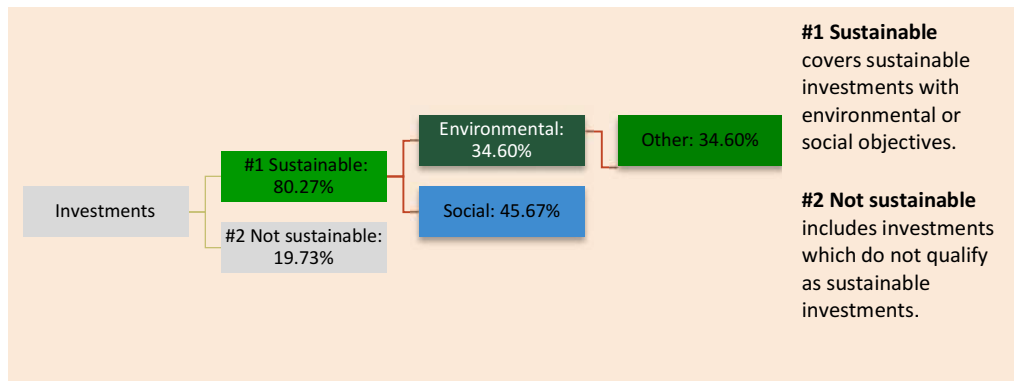 Investments
#1 Sustainable:
80.27%
#2 Not sustainable:
19.73%
Environmental:
34.60%
Social: 45.67%
Other: 34.60%
#1 Sustainable
covers sustainable
investments with
environmental or
social objectives.
#2 Not sustainable
includes investments
which do not qualify
as sustainable
investments.